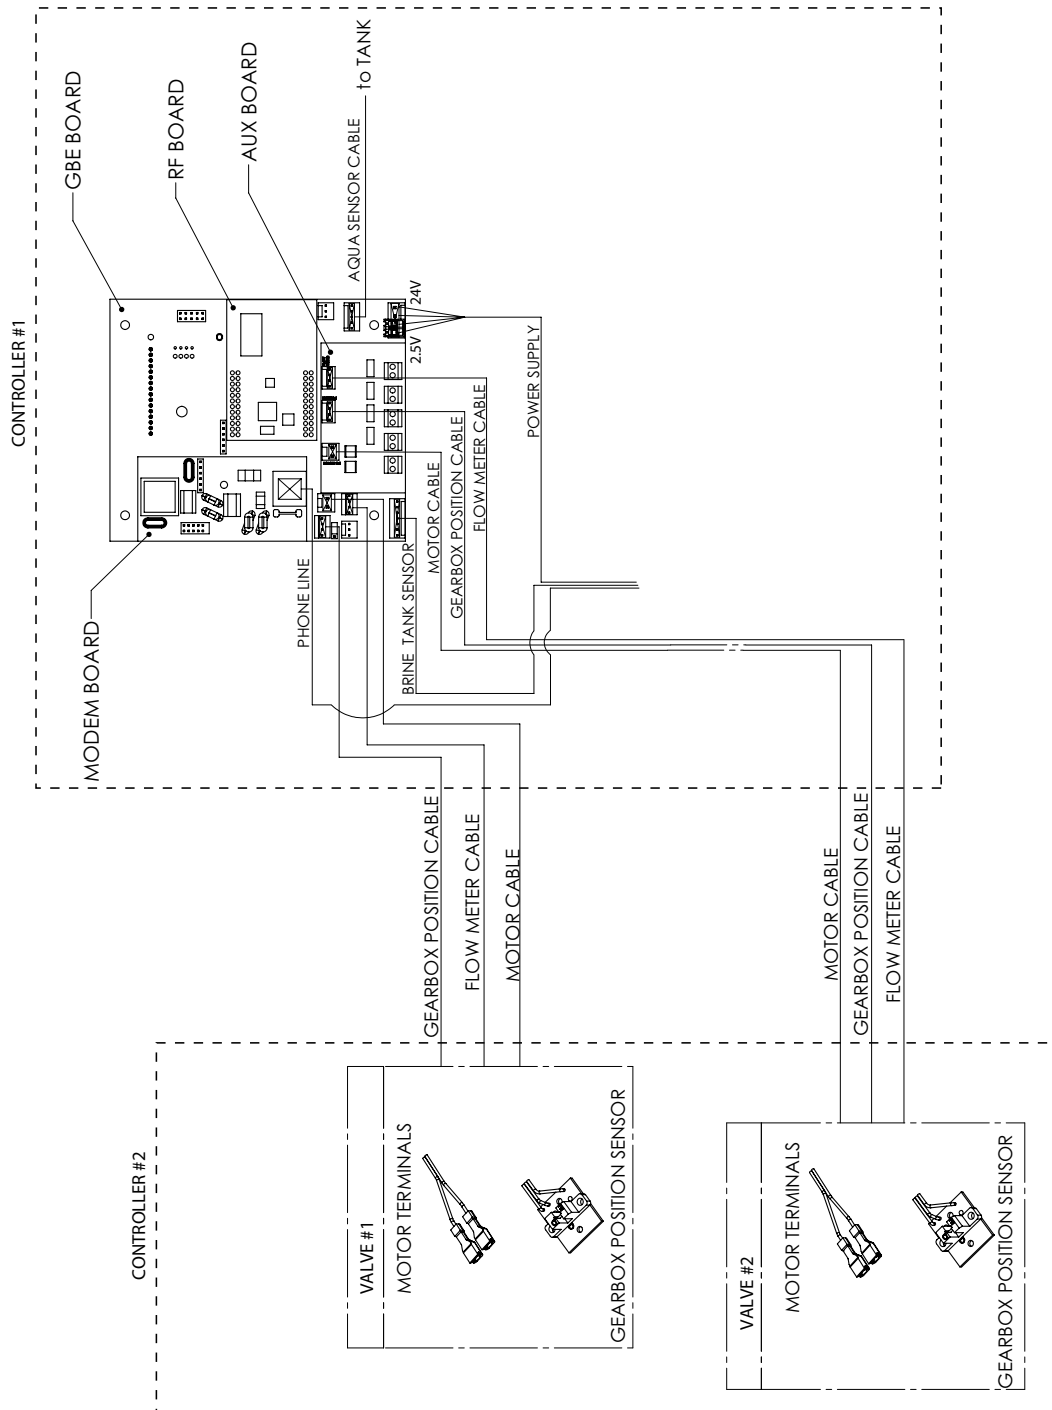 CONTROLLER #1
GBE BOARD
RF BOARD
AUX BOARD
MODEM BOARD
AQUA SENSOR CABLE
to TANK
24V
2.5V
POWER SUPPLY
PHONE LINE
BRINE TANK SENSOR
MOTOR CABLE
GEARBOX POSITION CABLE
FLOW METER CABLE
GEARBOX POSITION CABLE
FLOW METER CABLE
MOTOR CABLE
MOTOR CABLE
GEARBOX POSITION CABLE
FLOW METER CABLE
CONTROLLER #2
VALVE #1
MOTOR TERMINALS
GEARBOX POSITION SENSOR
VALVE #2
MOTOR TERMINALS
GEARBOX POSITION SENSOR